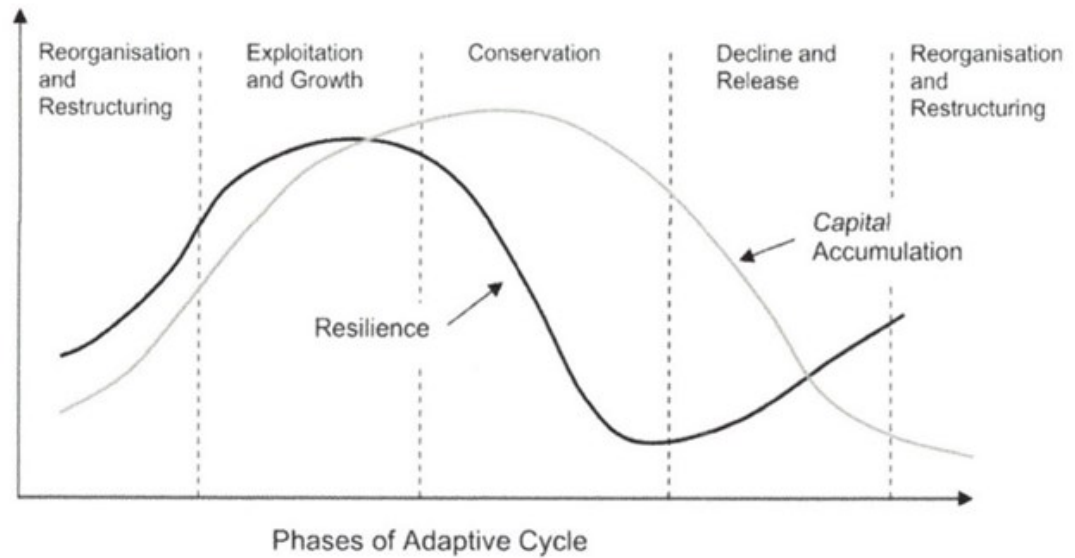 Reorganisation
and
Restructuring
Exploitation
and Growth
Conservation
Decline and
Release
Reorganisation
and
Restructuring
Capital
Accumulation
Resilience
Phases of Adaptive Cycle